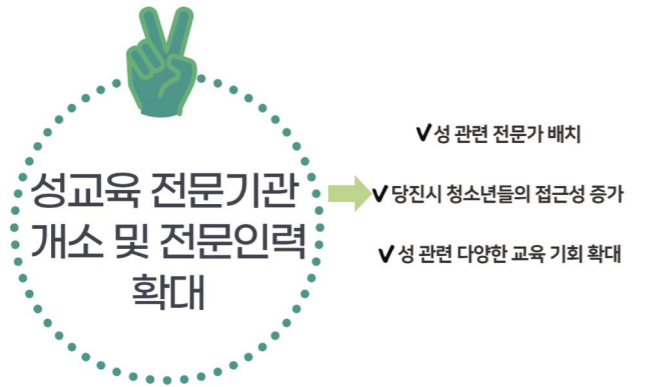 성교육 전문기관
개소 및 전문인력
확대
✔성 관련 전문가 배치
✔당진시 청소년들의 접근성 증가
✔성 관련 다양한 교육 기회 확대